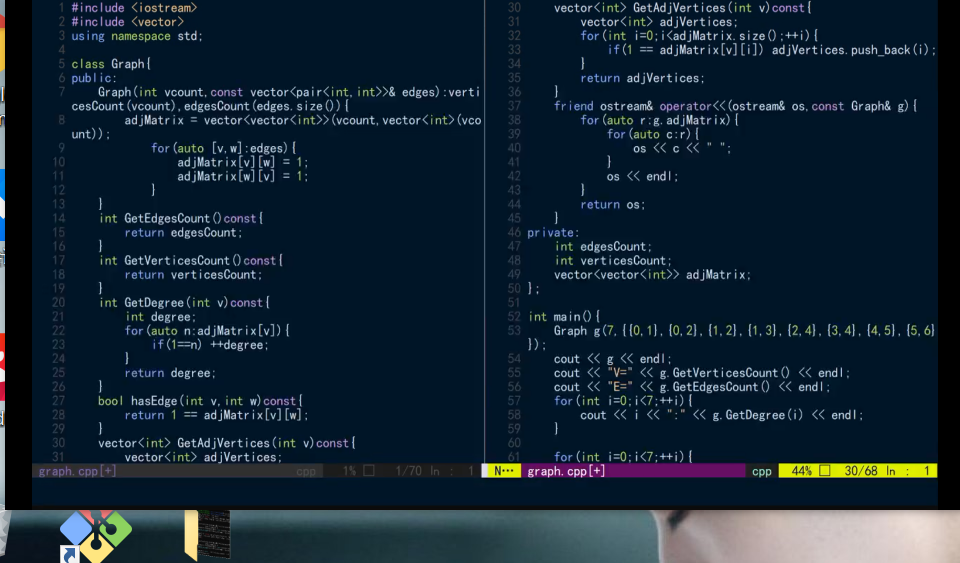 1 #include <iostream>
2 #include <vector>
3 using namespace std;
4
5 class Graph{
6 public:
7     Graph(int vcount,const vector<pair<int,int>>& edges):verti
cesCount(vcount),edgesCount(edges.size()){
8         adjMatrix = vector<vector<int>>(vcount,vector<int>(vco
unt));
9             for(auto [v,w]:edges){
10                 adjMatrix[v][w] = 1;
11                 adjMatrix[w][v] = 1;
12             }
13     }
14     int GetEdgesCount()const{
15         return edgesCount;
16     }
17     int GetVerticesCount()const{
18         return verticesCount;
19     }
20     int GetDegree(int v)const{
21         int degree;
22         for(auto n:adjMatrix[v]){
23             if(1==n) ++degree;
24         }
25         return degree;
26     }
27     bool hasEdge(int v,int w)const{
28         return 1 == adjMatrix[v][w];
29     }
30     vector<int> GetAdjVertices(int v)const{
31         vector<int> adjVertices;
graph.cpp[+] cpp 1% 1/70 ln : 1
30     vector<int> GetAdjVertices(int v)const{
31         vector<int> adjVertices;
32         for(int i=0;i<adjMatrix.size();++i){
33             if(1 == adjMatrix[v][i]) adjVertices.push_back(i);
34         }
35         return adjVertices;
36     }
37     friend ostream& operator<<(ostream& os,const Graph& g){
38         for(auto r:g.adjMatrix){
39             for(auto c:r){
40                 os << c << " ";
41             }
42             os << endl;
43         }
44         return os;
45     }
46 private:
47     int edgesCount;
48     int verticesCount;
49     vector<vector<int>> adjMatrix;
50 };
51
52 int main(){
53     Graph g(7,{{0,1},{0,2},{1,2},{1,3},{2,4},{3,4},{4,5},{5,6}
});
54     cout << g << endl;
55     cout << "V=" << g.GetVerticesCount() << endl;
56     cout << "E=" << g.GetEdgesCount() << endl;
57     for(int i=0;i<7;++i){
58         cout << i << ":" << g.GetDegree(i) << endl;
59     }
60
61     for(int i=0;i<7;++i){
N… graph.cpp[+] cpp 44% 30/68 ln : 1